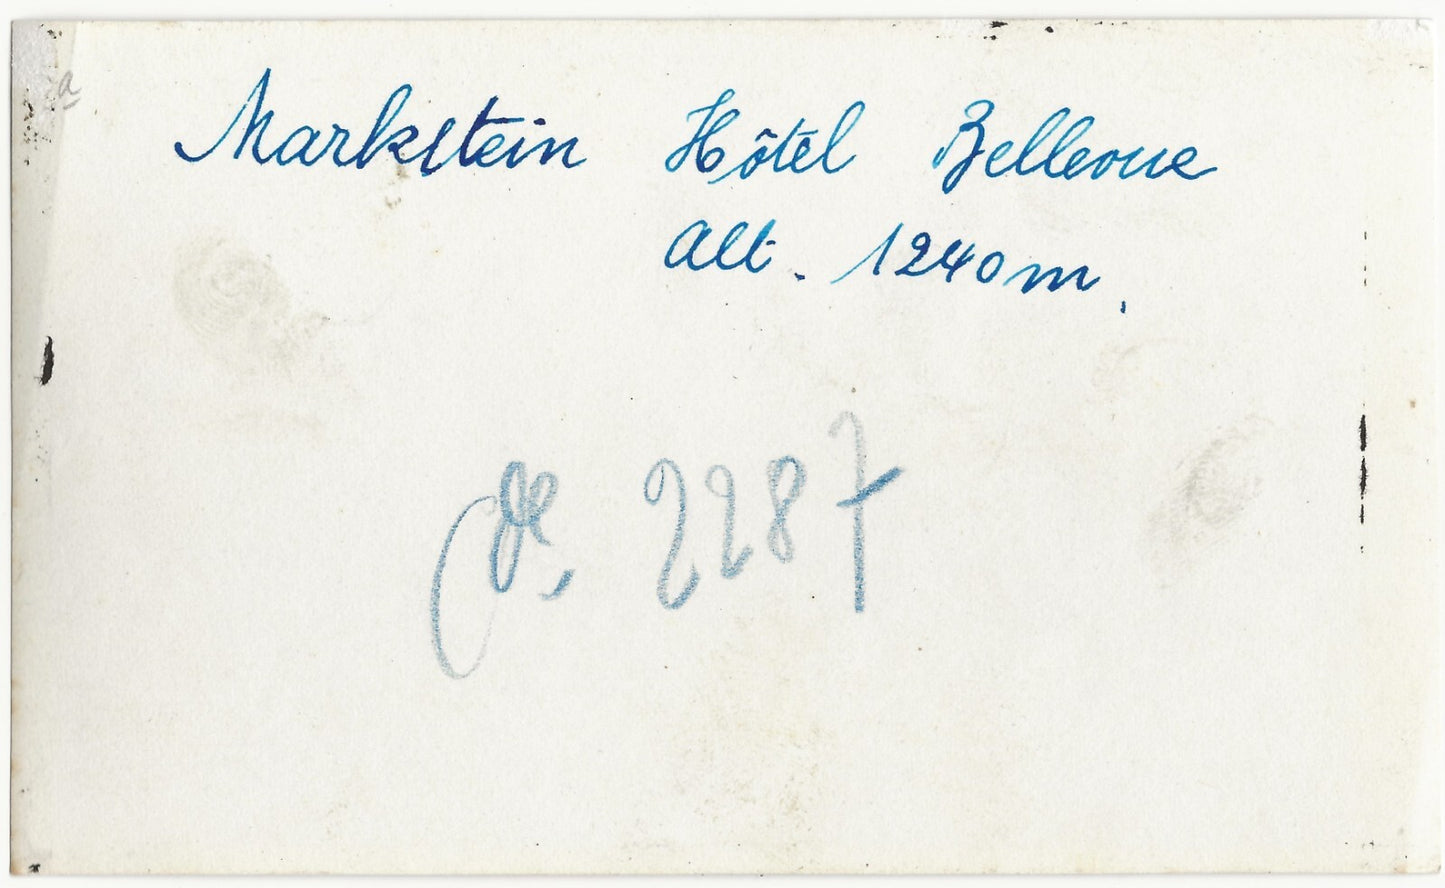 a
Markstein Hôtel Bellevue
Alt. 1240m.
2287